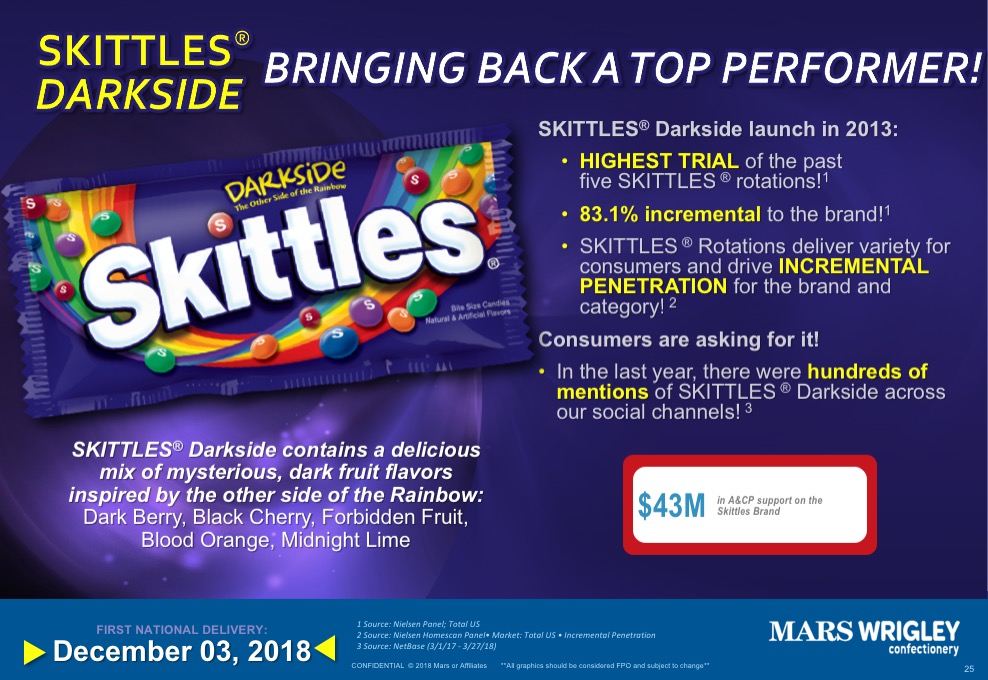 SKITTLES®
DARKSIDE
BRINGING BACK A TOP PERFORMER!
DARKSIDE
The Other Side of the Rainbow
Skittles®
Bite Size Candies
Natural & Artificial Flavors
SKITTLES® Darkside contains a delicious
mix of mysterious, dark fruit flavors
inspired by the other side of the Rainbow:
Dark Berry, Black Cherry, Forbidden Fruit,
Blood Orange, Midnight Lime
SKITTLES® Darkside launch in 2013:
• HIGHEST TRIAL of the past
five SKITTLES ® rotations!1
• 83.1% incremental to the brand!1
• SKITTLES ® Rotations deliver variety for
consumers and drive INCREMENTAL
PENETRATION for the brand and
category! 2
Consumers are asking for it!
• In the last year, there were hundreds of
mentions of SKITTLES ® Darkside across
our social channels! 3
$43M
in A&CP support on the
Skittles Brand
FIRST NATIONAL DELIVERY:
December 03, 2018
1 Source: Nielsen Panel; Total US
2 Source: Nielsen Homescan Panel• Market: Total US • Incremental Penetration
3 Source: NetBase (3/1/17 - 3/27/18)
CONFIDENTIAL © 2018 Mars or Affiliates **All graphics should be considered FPO and subject to change**
MARS WRIGLEY
confectionery
25